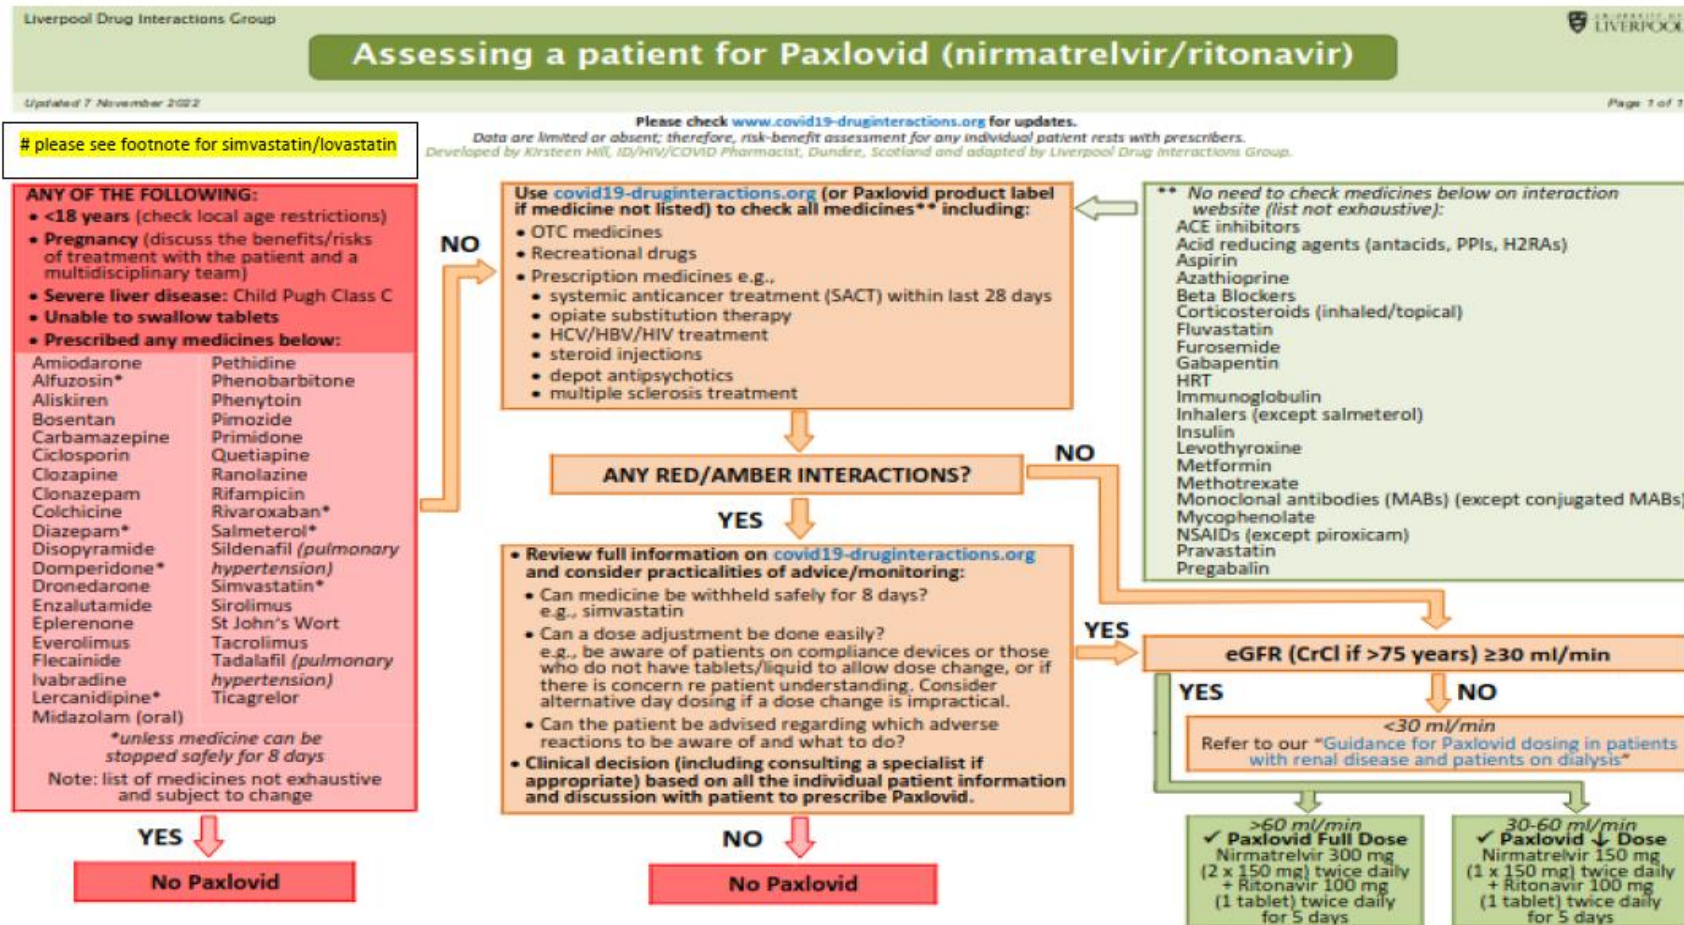 Liverpool Drug Interactions Group
UNIVERSITY OF
LIVERPOOL
Assessing a patient for Paxlovid (nirmatrelvir/ritonavir)
Updated 7 November 2022
Page 1 of 1
# please see footnote for simvastatin/lovastatin
Please check www.covid19-druginteractions.org for updates.
Data are limited or absent; therefore, risk-benefit assessment for any individual patient rests with prescribers.
Developed by Kirsteen Hill, ID/HIV/COVID Pharmacist, Dundee, Scotland and adapted by Liverpool Drug Interactions Group.
ANY OF THE FOLLOWING:
• <18 years (check local age restrictions)
• Pregnancy (discuss the benefits/risks
of treatment with the patient and a
multidisciplinary team)
• Severe liver disease: Child Pugh Class C
• Unable to swallow tablets
• Prescribed any medicines below:
Amiodarone
Alfuzosin*
Aliskiren
Bosentan
Carbamazepine
Ciclosporin
Clozapine
Clonazepam
Colchicine
Diazepam*
Disopyramide
Domperidone*
Dronedarone
Enzalutamide
Eplerenone
Everolimus
Flecainide
Ivabradine
Lercanidipine*
Midazolam (oral)
Pethidine
Phenobarbitone
Phenytoin
Pimozide
Primidone
Quetiapine
Ranolazine
Rifampicin
Rivaroxaban*
Salmeterol*
Sildenafil (pulmonary
hypertension)
Simvastatin*
Sirolimus
St John's Wort
Tacrolimus
Tadalafil (pulmonary
hypertension)
Ticagrelor
*unless medicine can be
stopped safely for 8 days
Note: list of medicines not exhaustive
and subject to change
YES
No Paxlovid
NO
Use covid19-druginteractions.org (or Paxlovid product label
if medicine not listed) to check all medicines** including:
• OTC medicines
• Recreational drugs
• Prescription medicines e.g.,
• systemic anticancer treatment (SACT) within last 28 days
• opiate substitution therapy
• HCV/HBV/HIV treatment
• steroid injections
• depot antipsychotics
• multiple sclerosis treatment
ANY RED/AMBER INTERACTIONS?
YES
• Review full information on covid19-druginteractions.org
and consider practicalities of advice/monitoring:
• Can medicine be withheld safely for 8 days?
e.g., simvastatin
• Can a dose adjustment be done easily?
e.g., be aware of patients on compliance devices or those
who do not have tablets/liquid to allow dose change, or if
there is concern re patient understanding. Consider
alternative day dosing if a dose change is impractical.
• Can the patient be advised regarding which adverse
reactions to be aware of and what to do?
• Clinical decision (including consulting a specialist if
appropriate) based on all the individual patient information
and discussion with patient to prescribe Paxlovid.
NO
No Paxlovid
** No need to check medicines below on interaction
website (list not exhaustive):
ACE inhibitors
Acid reducing agents (antacids, PPIs, H2RAs)
Aspirin
Azathioprine
Beta Blockers
Corticosteroids (inhaled/topical)
Fluvastatin
Furosemide
Gabapentin
HRT
Immunoglobulin
Inhalers (except salmeterol)
Insulin
Levothyroxine
Metformin
Methotrexate
Monoclonal antibodies (MABs) (except conjugated MABs)
Mycophenolate
NSAIDs (except piroxicam)
Pravastatin
Pregabalin
NO
YES
eGFR (CrCl if >75 years) ≥30 ml/min
YES
NO
<30 ml/min
Refer to our "Guidance for Paxlovid dosing in patients
with renal disease and patients on dialysis"
>60 ml/min
✓ Paxlovid Full Dose
Nirmatrelvir 300 mg
(2 x 150 mg) twice daily
+ Ritonavir 100 mg
(1 tablet) twice daily
for 5 days
30-60 ml/min
✓ Paxlovid ↓ Dose
Nirmatrelvir 150 mg
(1 x 150 mg) twice daily
+ Ritonavir 100 mg
(1 tablet) twice daily
for 5 days